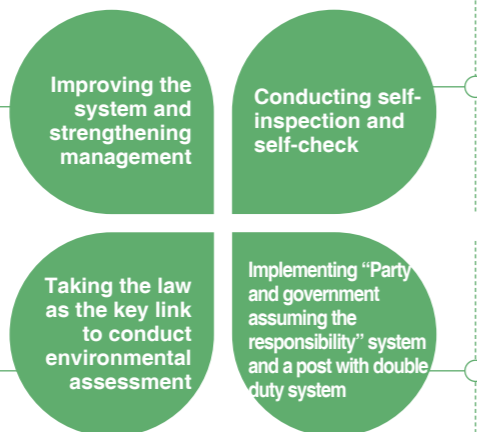 Improving the
system and
strengthening
management
Conducting self-
inspection and
self-check
Taking the law
as the key link
to conduct
environmental
assessment
Implementing “Party
and government
assuming the
responsibility” system
and a post with double
duty system